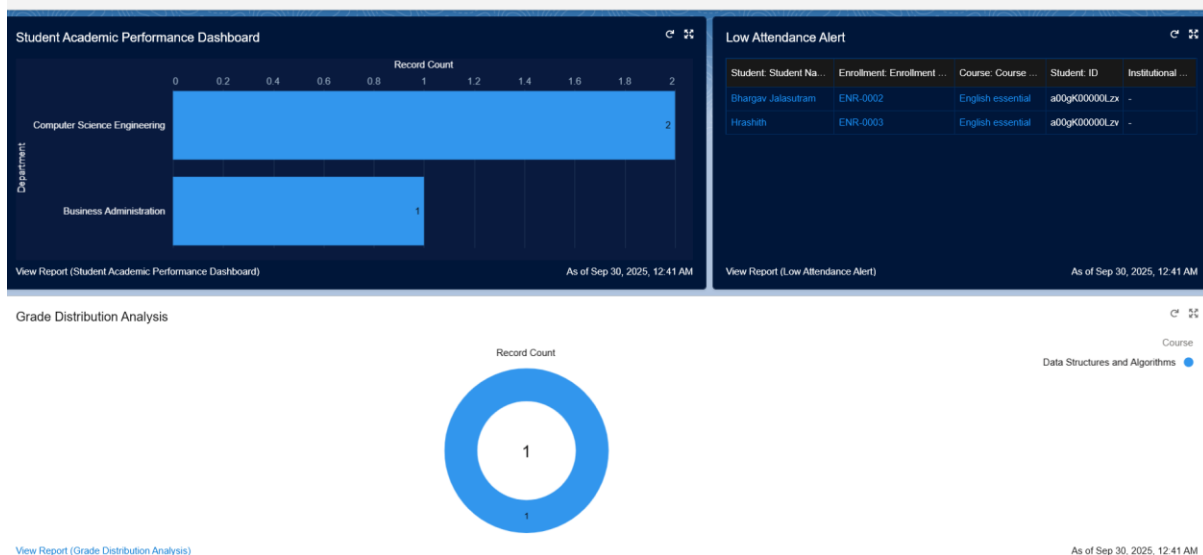 Student Academic Performance Dashboard
Record Count
0 0.2 0.4 0.6 0.8 1 1.2 1.4 1.6 1.8 2
Department
Computer Science Engineering 2
Business Administration 1
View Report (Student Academic Performance Dashboard) As of Sep 30, 2025, 12:41 AM
Low Attendance Alert
Student: Student Na... Enrollment: Enrollment ... Course: Course ... Student: ID Institutional ...
Bhargav Jalasutram ENR-0002 English essential a00gK00000Lzx -
Hrashith ENR-0003 English essential a00gK00000Lzv -
View Report (Low Attendance Alert) As of Sep 30, 2025, 12:41 AM
Grade Distribution Analysis
Record Count
1
1
Course
Data Structures and Algorithms
View Report (Grade Distribution Analysis) As of Sep 30, 2025, 12:41 AM